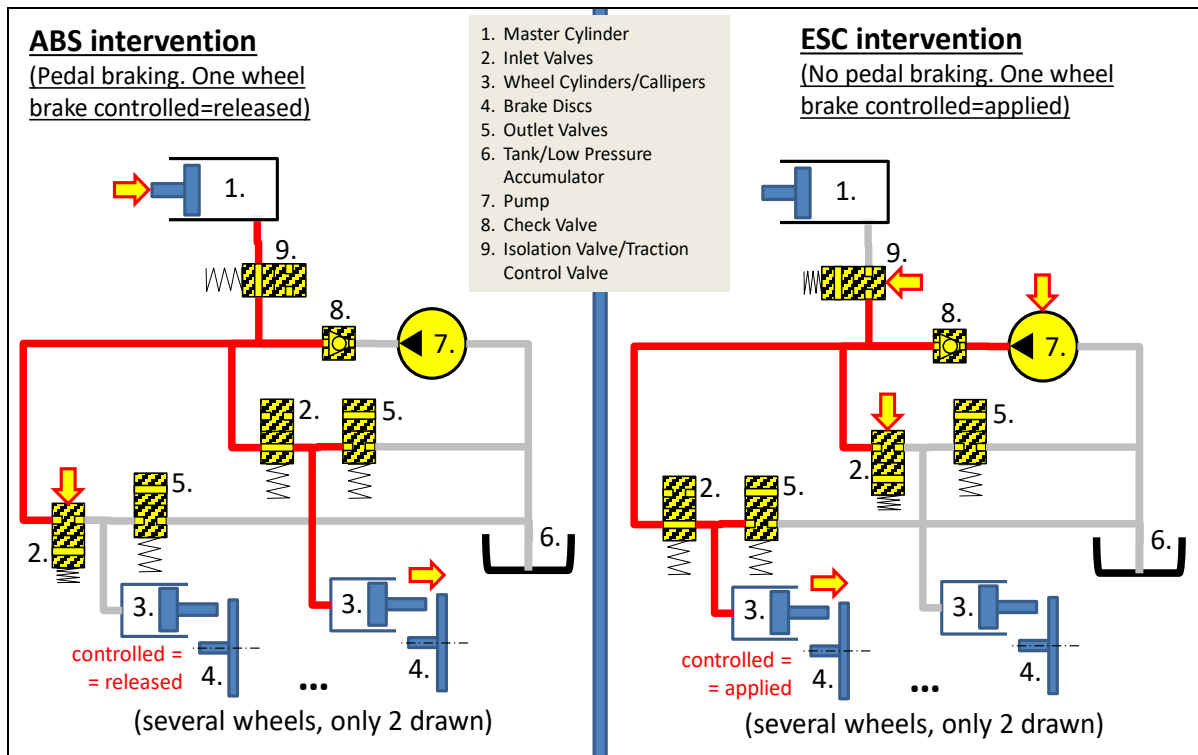 ABS intervention
(Pedal braking. One wheel
brake controlled=released)
1. Master Cylinder
2. Inlet Valves
3. Wheel Cylinders/Callipers
4. Brake Discs
5. Outlet Valves
6. Tank/Low Pressure
Accumulator
7. Pump
8. Check Valve
9. Isolation Valve/Traction
Control Valve
ESC intervention
(No pedal braking. One wheel
brake controlled=applied)
1.
9.
8.
7.
2.
5.
5.
2.
6.
3.
3.
controlled =
= released
4.
4.
...
(several wheels, only 2 drawn)
1.
9.
8.
7.
5.
2.
2.
5.
6.
3.
3.
controlled =
= applied
4.
4.
...
(several wheels, only 2 drawn)